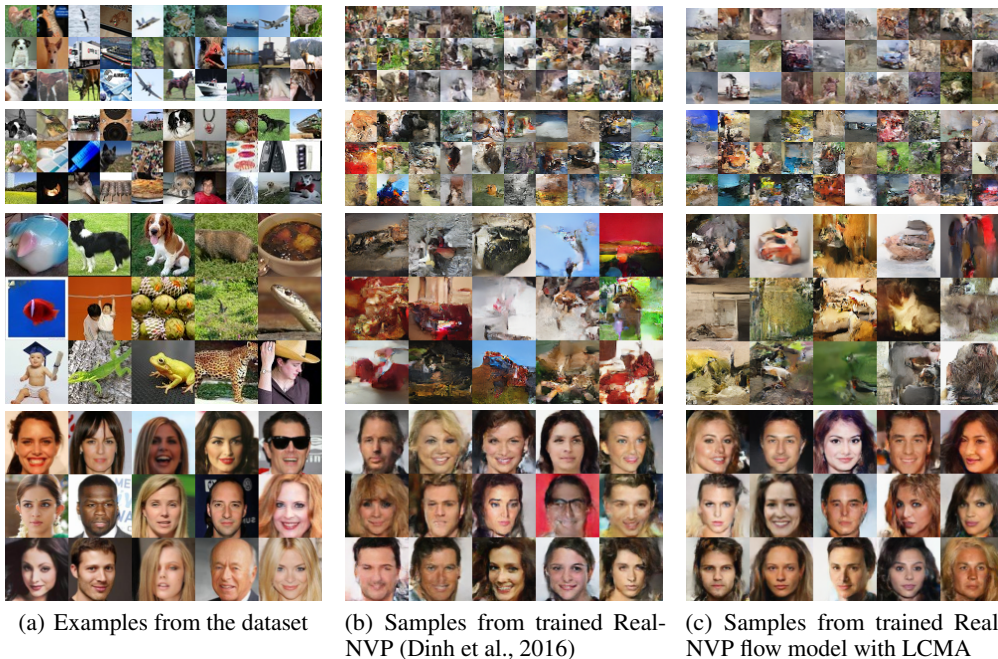 (a) Examples from the dataset
(b) Samples from trained Real-
NVP (Dinh et al., 2016)
(c) Samples from trained Real
NVP flow model with LCMA